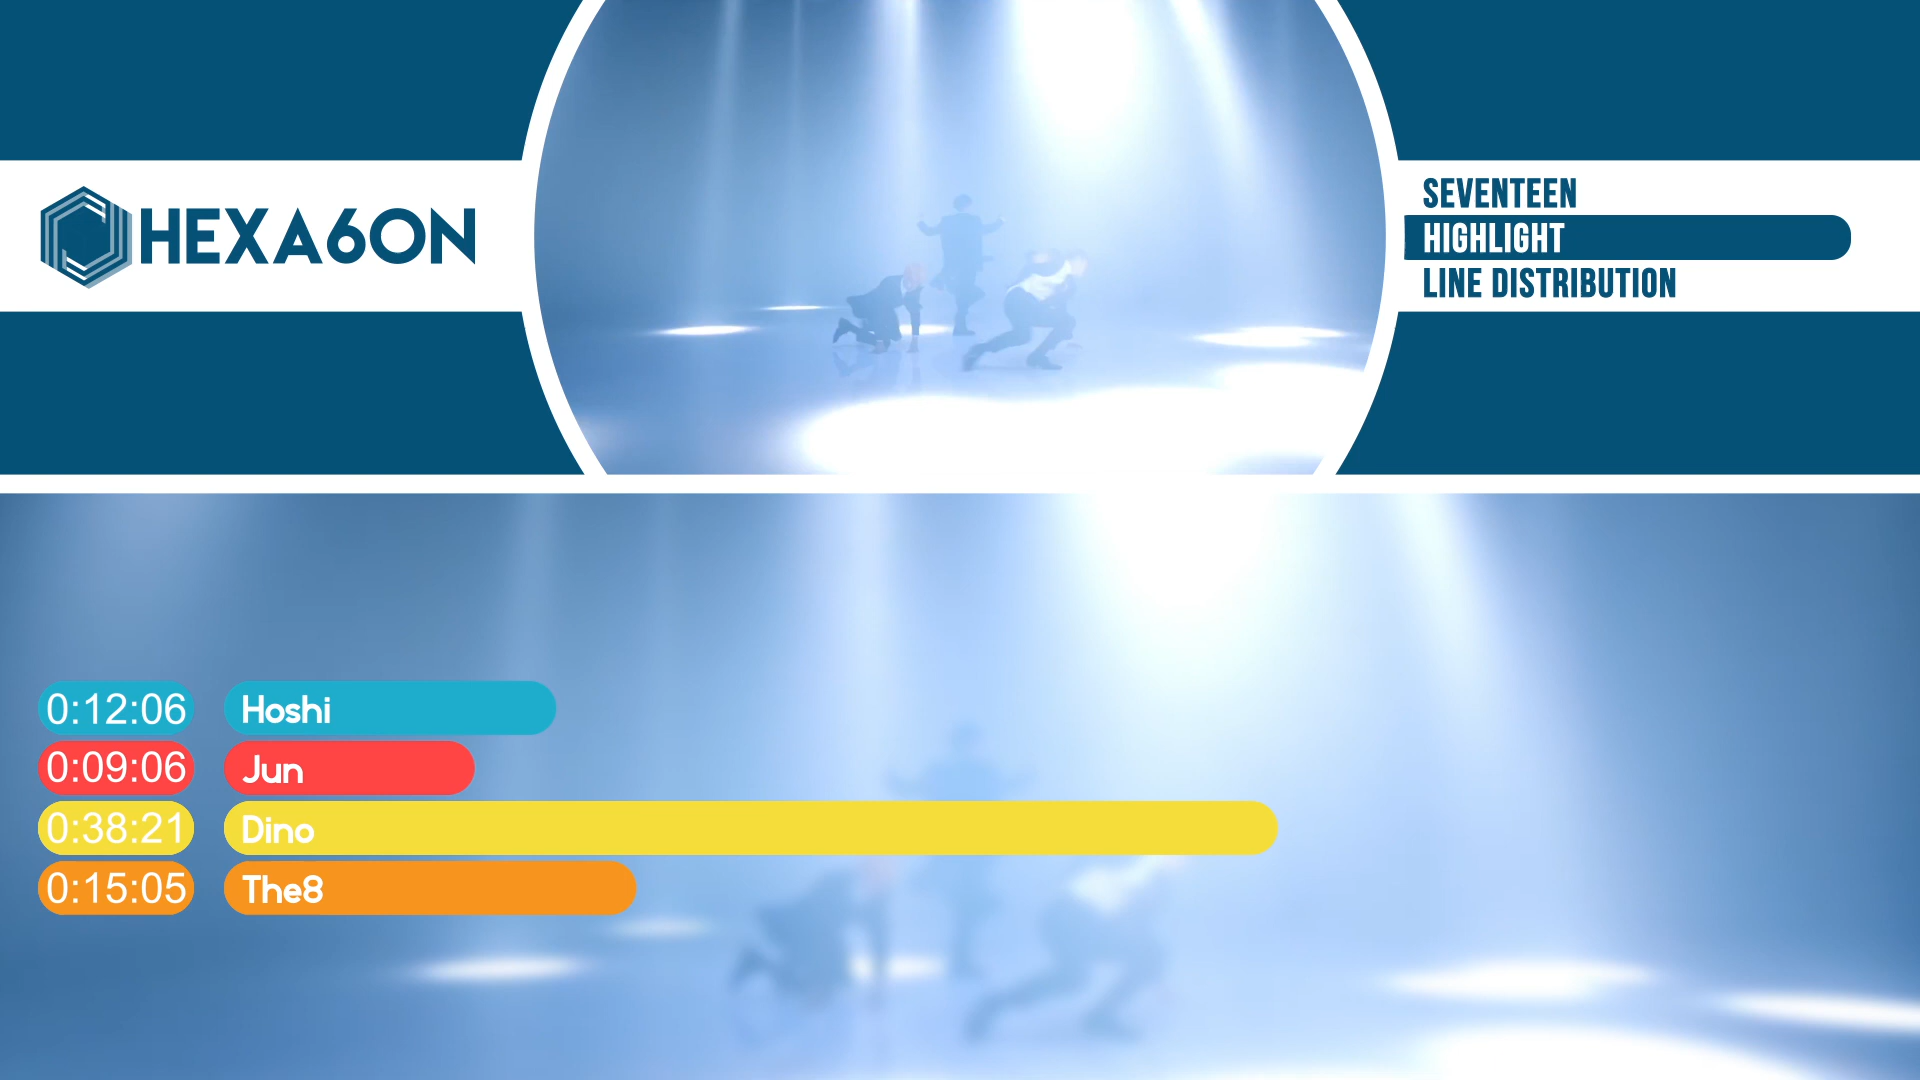 HEXA6ON
SEVENTEEN
HIGHLIGHT
LINE DISTRIBUTION
0:12:06 Hoshi
0:09:06 Jun
0:38:21 Dino
0:15:05 The8